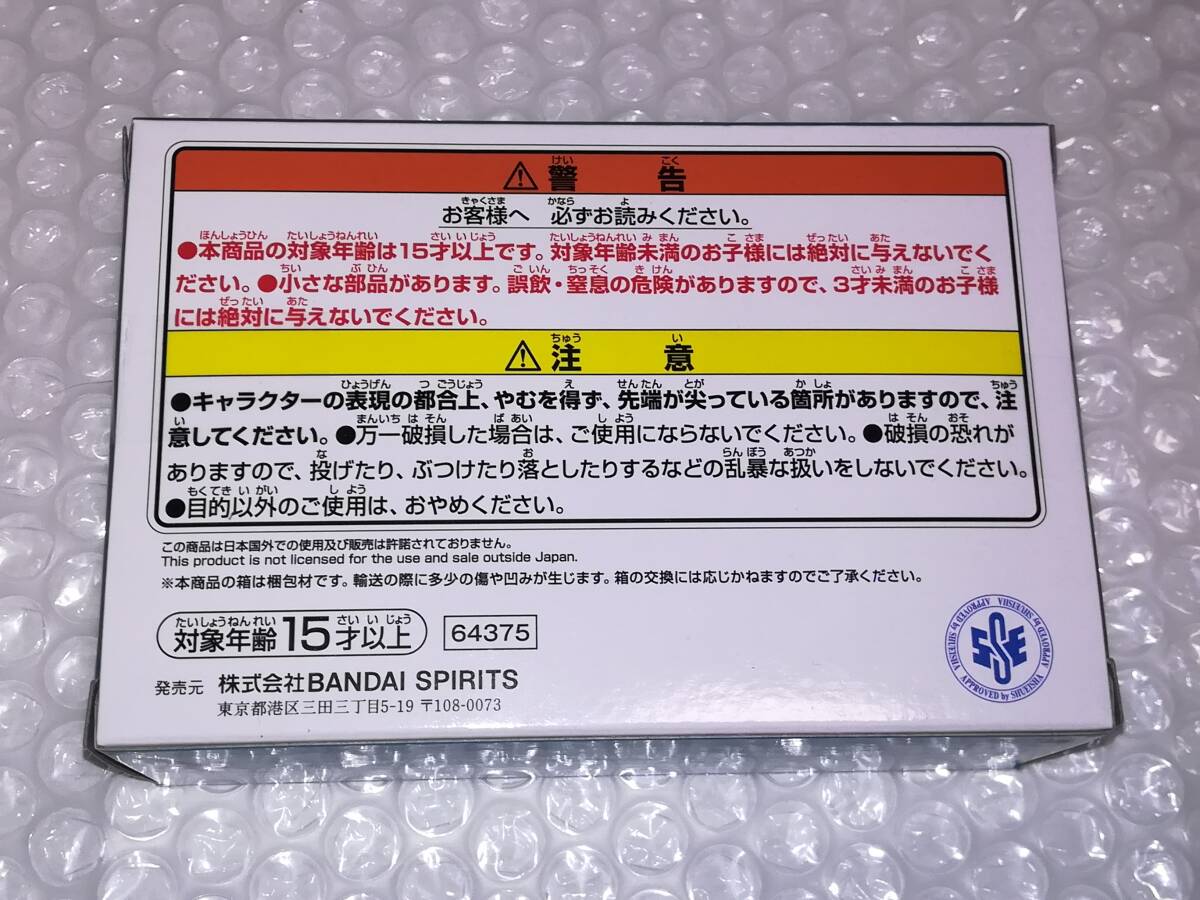 ⚠警告
お客様へ 必ずお読みください。
●本商品の対象年齢は15才以上です。対象年齢未満のお子様には絶対に与えないでく
ださい。●小さな部品があります。誤飲・窒息の危険がありますので、3才未満のお子様
には絶対に与えないでください。
⚠注意
●キャラクターの表現の都合上、やむを得ず、先端が尖っている箇所がありますので、注
意してください。●万一破損した場合は、ご使用にならないでください。●破損の恐れが
ありますので、投げたり、ぶつけたり落としたりするなどの乱暴な扱いをしないでください。
●目的以外のご使用は、おやめください。
この商品は日本国外での使用及び販売は許諾されておりません。
This product is not licensed for the use and sale outside Japan.
※本商品の箱は梱包材です。輸送の際に多少の傷や凹みが生じます。箱の交換には応じかねますのでご了承ください。
対象年齢 15才以上 64375
発売元 株式会社BANDAI SPIRITS
東京都港区三田三丁目5-19 〒108-0073
SSE
APPROVED by SHUEISHA APPROVED by SHUEISHA APPROVED by SHUEISHA